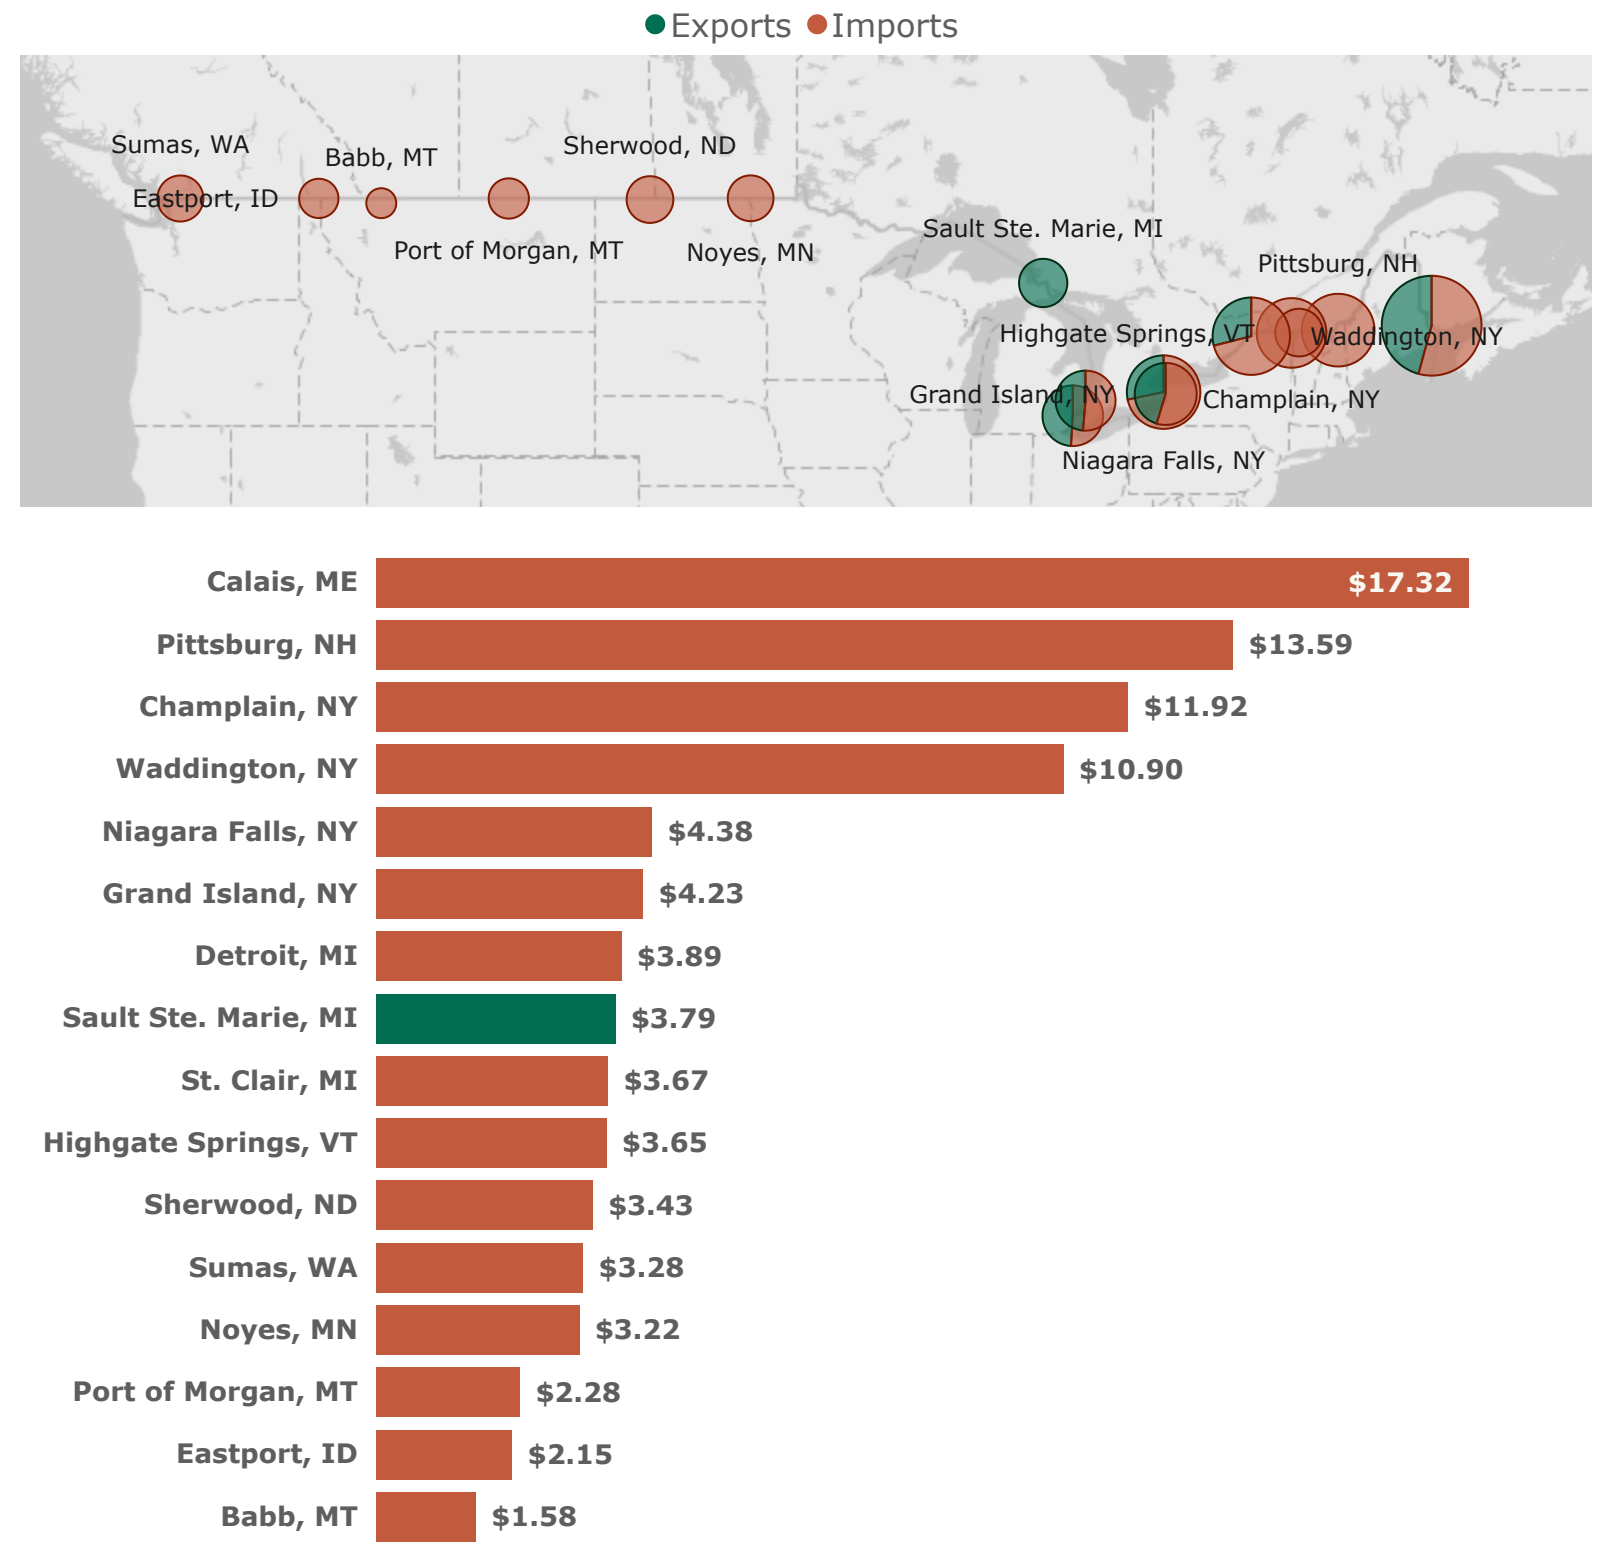 Exports Imports
Sumas, WA
Babb, MT
Sherwood, ND
Eastport, ID
Port of Morgan, MT
Noyes, MN
Sault Ste. Marie, MI
Pittsburg, NH
Highgate Springs, VT
Waddington, NY
Grand Island, NY
Champlain, NY
Niagara Falls, NY
Calais, ME $17.32
Pittsburg, NH $13.59
Champlain, NY $11.92
Waddington, NY $10.90
Niagara Falls, NY $4.38
Grand Island, NY $4.23
Detroit, MI $3.89
Sault Ste. Marie, MI $3.79
St. Clair, MI $3.67
Highgate Springs, VT $3.65
Sherwood, ND $3.43
Sumas, WA $3.28
Noyes, MN $3.22
Port of Morgan, MT $2.28
Eastport, ID $2.15
Babb, MT $1.58